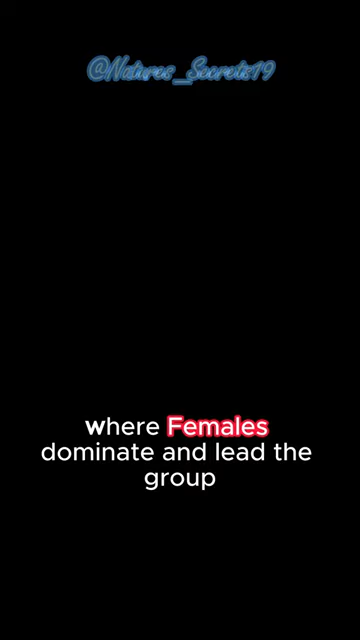 @Natures_Secrets19
where Females
dominate and lead the
group